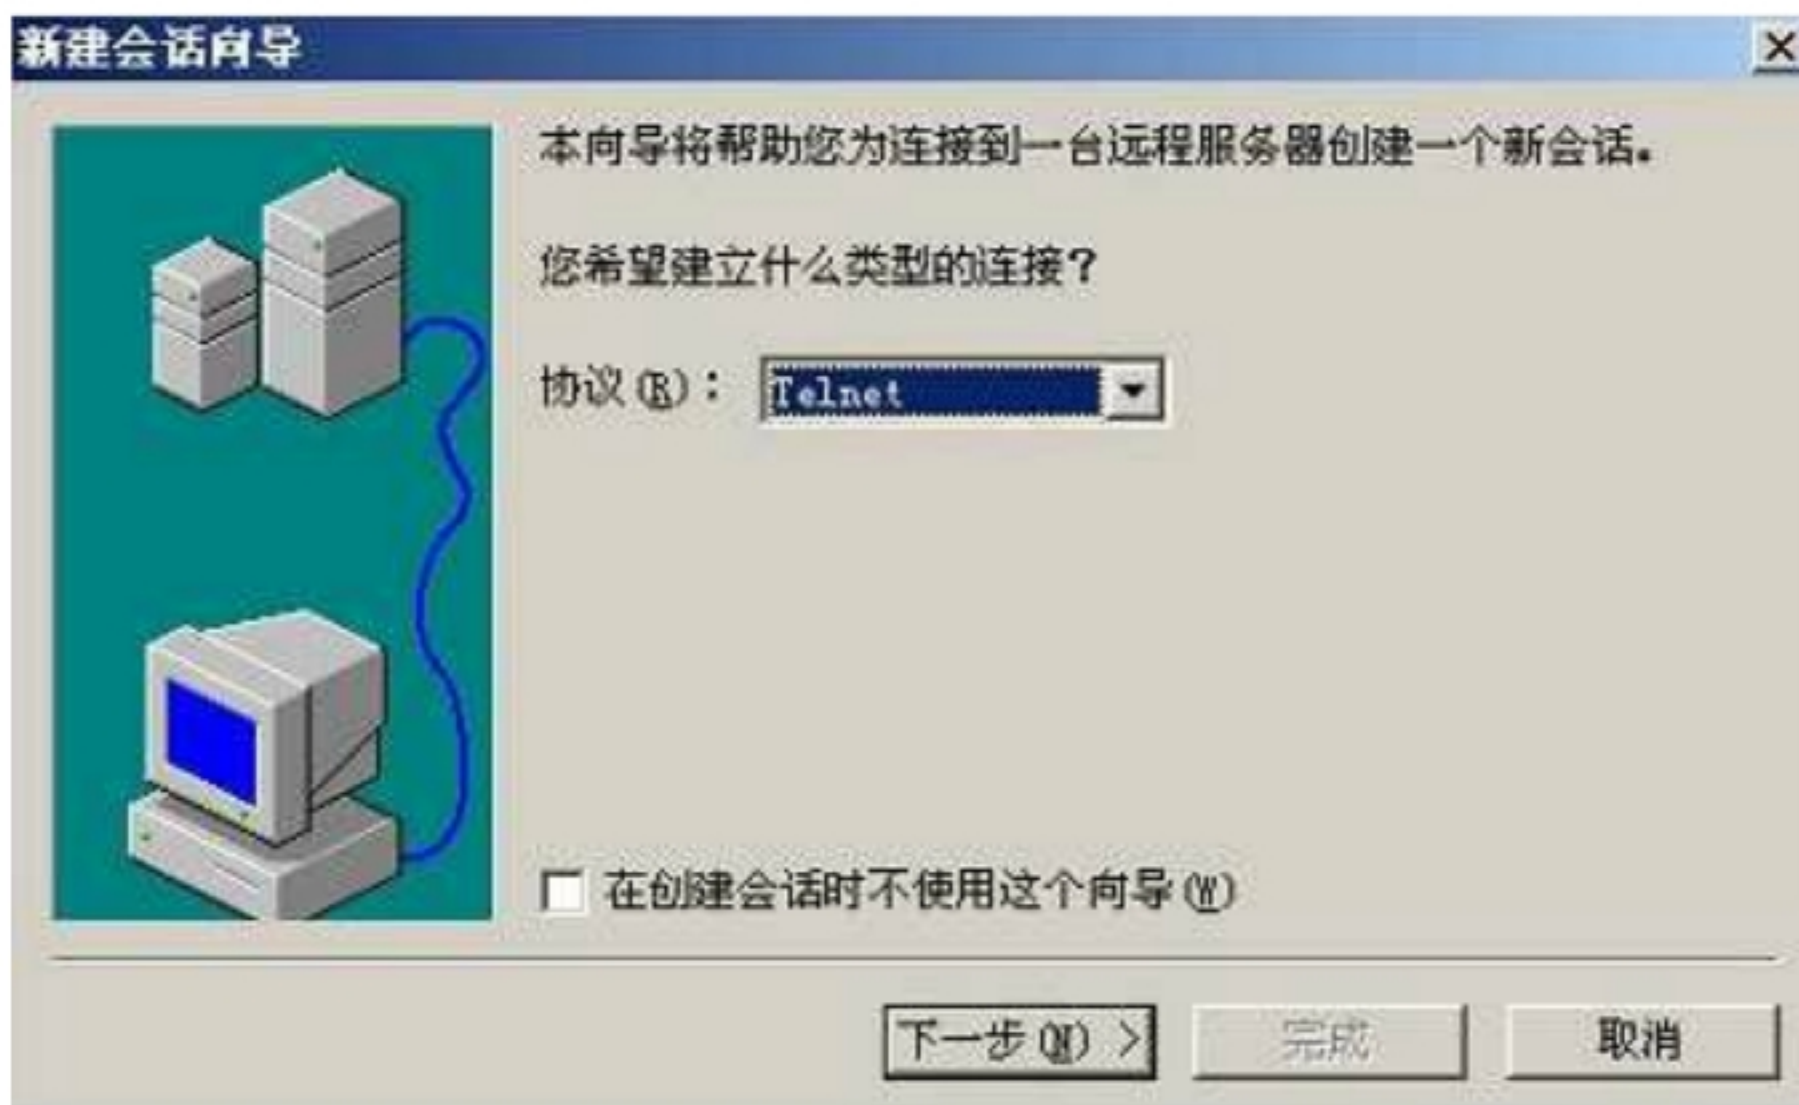 新建会话向导
本向导将帮助您为连接到一台远程服务器创建一个新会话。
您希望建立什么类型的连接?
协议(R): Telnet
在创建会话时不使用这个向导(W)
下一步(N) > 完成 取消